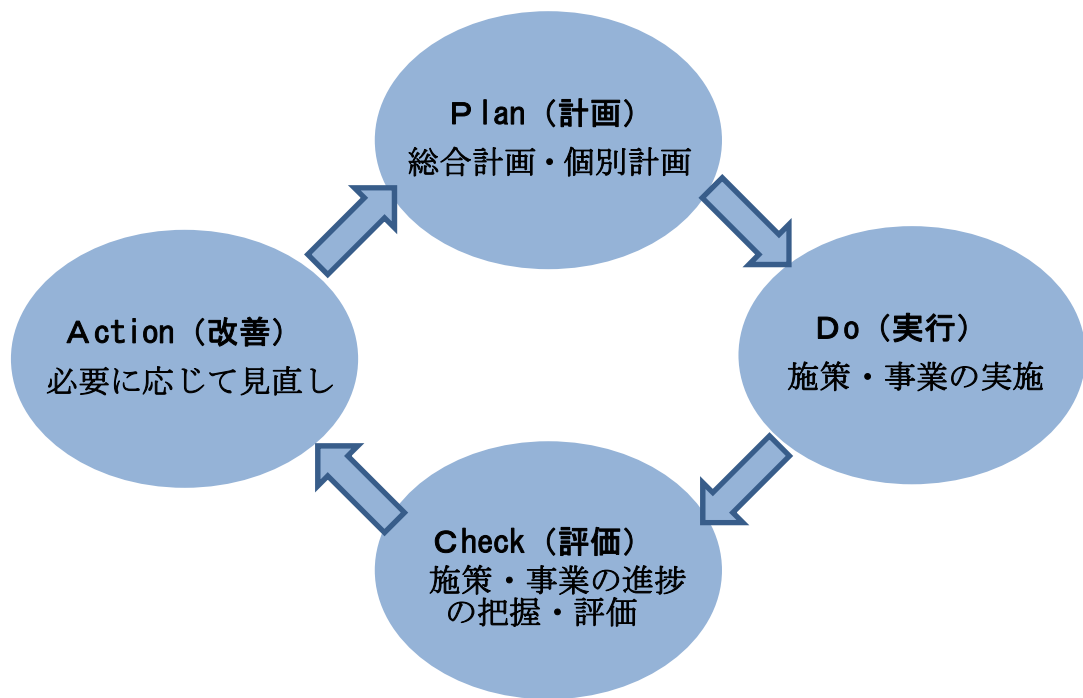 Plan（計画）
総合計画・個別計画
Do（実行）
施策・事業の実施
Check（評価）
施策・事業の進捗
の把握・評価
Action（改善）
必要に応じて見直し